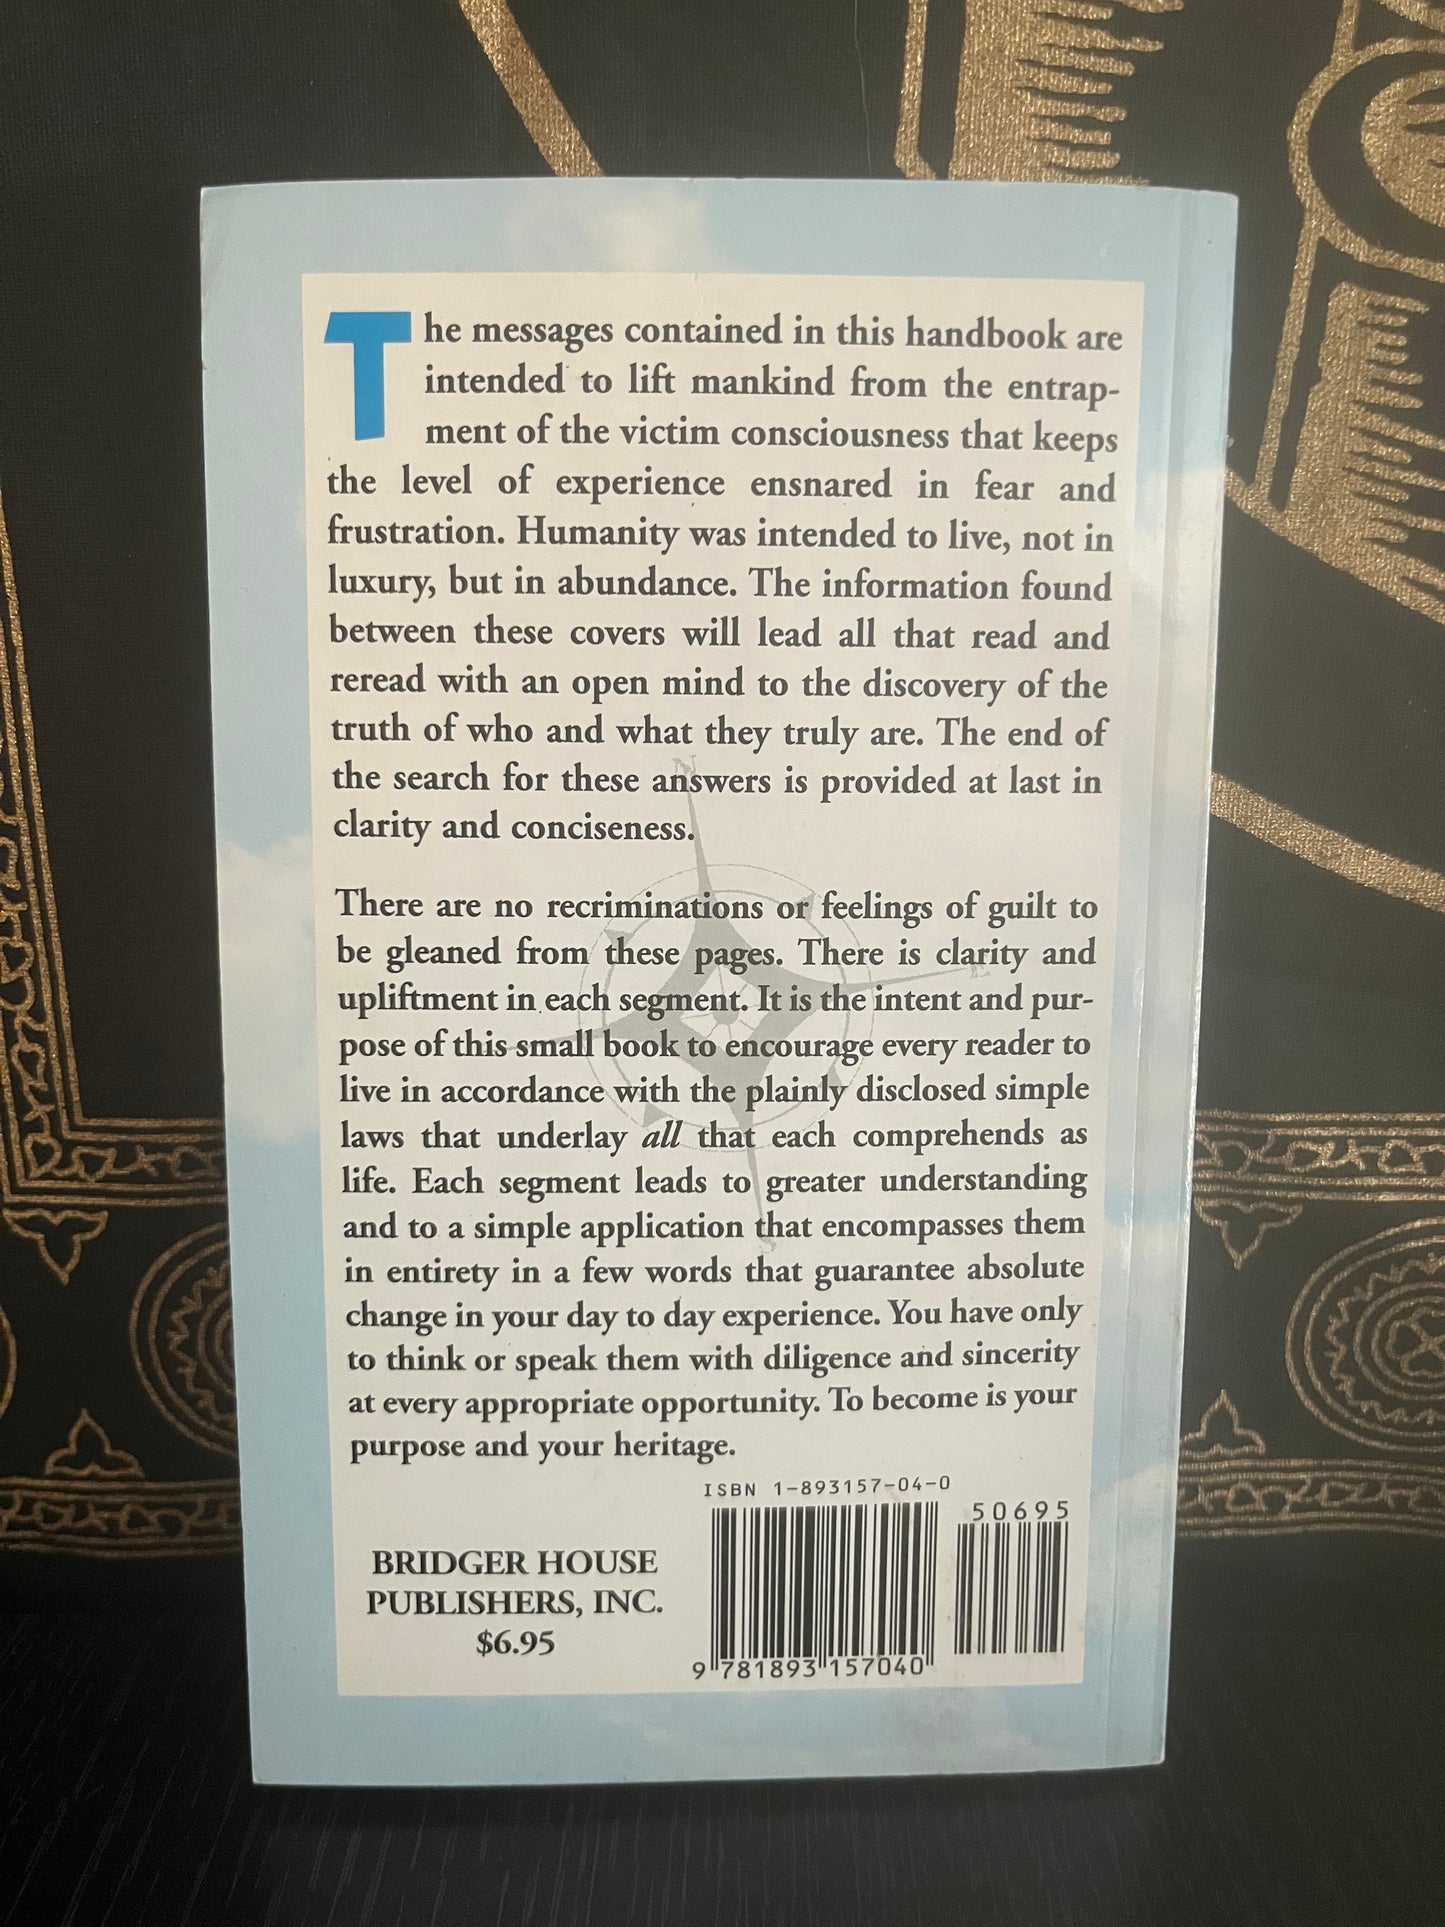 The messages contained in this handbook are
intended to lift mankind from the entrap-
ment of the victim consciousness that keeps
the level of experience ensnared in fear and
frustration. Humanity was intended to live, not in
luxury, but in abundance. The information found
between these covers will lead all that read and
reread with an open mind to the discovery of the
truth of who and what they truly are. The end of
the search for these answers is provided at last in
clarity and conciseness.
There are no recriminations or feelings of guilt to
be gleaned from these pages. There is clarity and
upliftment in each segment. It is the intent and pur-
pose of this small book to encourage every reader to
live in accordance with the plainly disclosed simple
laws that underlay all that each comprehends as
life. Each segment leads to greater understanding
and to a simple application that encompasses them
in entirety in a few words that guarantee absolute
change in your day to day experience. You have only
to think or speak them with diligence and sincerity
at every appropriate opportunity. To become is your
purpose and your heritage.
N
E
S
ISBN 1-893157-04-0
50695
BRIDGER HOUSE
PUBLISHERS, INC.
$6.95
9 781893 157040